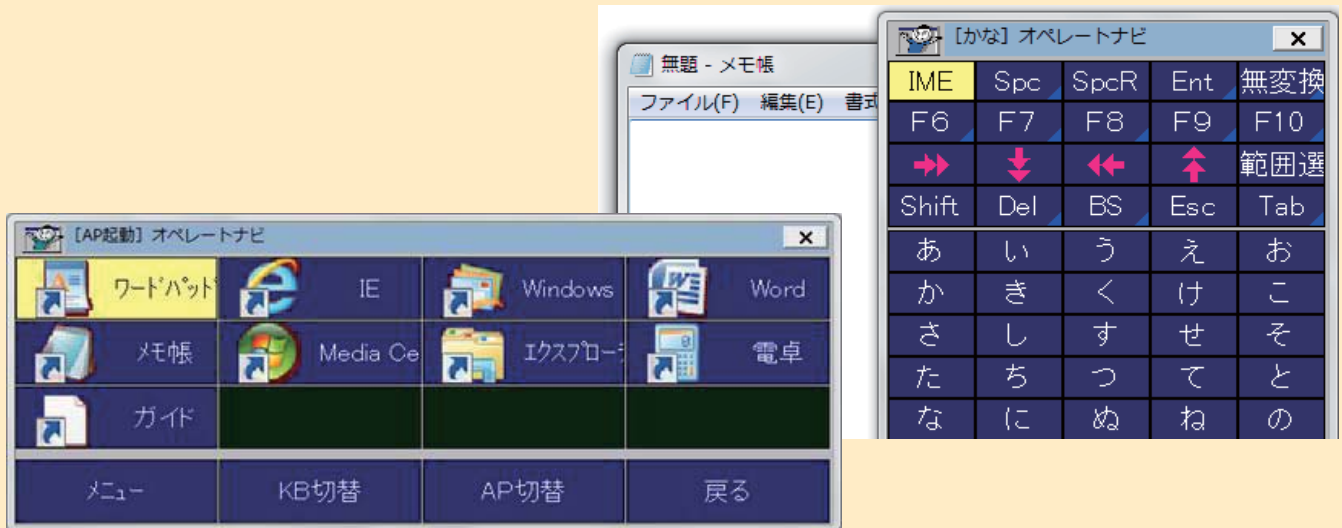 無題 - メモ帳
ファイル(F) 編集(E) 書式
[かな] オペレートナビ
IME Spc SpcR Ent 無変換
F6 F7 F8 F9 F10
範囲選
Shift Del BS Esc Tab
あ い う え お
か き く け こ
さ し す せ そ
た ち つ て と
な に ぬ ね の
[AP起動] オペレートナビ
ワードパッド IE Windows Word
メモ帳 Media Ce エクスプローラ 電卓
ガイド
メニュー KB切替 AP切替 戻る